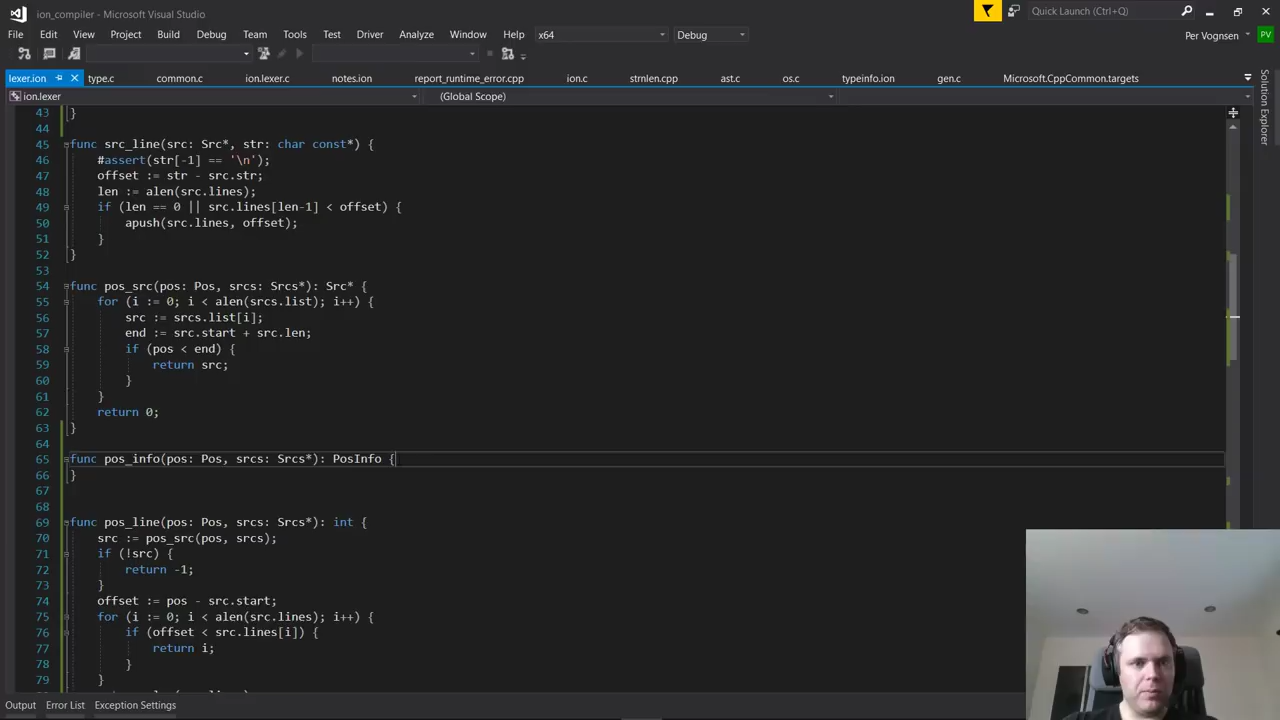 ion_compiler - Microsoft Visual Studio
Quick Launch (Ctrl+Q)
File Edit View Project Build Debug Team Tools Test Driver Analyze Window Help x64 Debug Per Vognsen PV
lexer.ion type.c common.c ion.lexer.c notes.ion report_runtime_error.cpp ion.c strnlen.cpp ast.c os.c typeinfo.ion gen.c Microsoft.CppCommon.targets
ion.lexer (Global Scope)
Solution Explorer
43 }
44
45 func src_line(src: Src*, str: char const*) {
46     #assert(str[-1] == '\n');
47     offset := str - src.str;
48     len := alen(src.lines);
49     if (len == 0 || src.lines[len-1] < offset) {
50         apush(src.lines, offset);
51     }
52 }
53
54 func pos_src(pos: Pos, srcs: Srcs*): Src* {
55     for (i := 0; i < alen(srcs.list); i++) {
56         src := srcs.list[i];
57         end := src.start + src.len;
58         if (pos < end) {
59             return src;
60         }
61     }
62     return 0;
63 }
64
65 func pos_info(pos: Pos, srcs: Srcs*): PosInfo {
66 }
67
68
69 func pos_line(pos: Pos, srcs: Srcs*): int {
70     src := pos_src(pos, srcs);
71     if (!src) {
72         return -1;
73     }
74     offset := pos - src.start;
75     for (i := 0; i < alen(src.lines); i++) {
76         if (offset < src.lines[i]) {
77             return i;
78         }
79     }
Output Error List Exception Settings